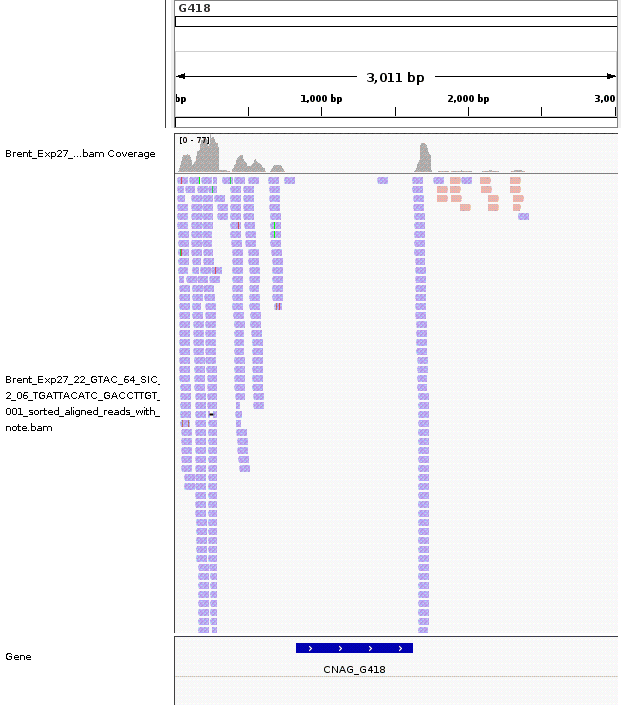 G418
3,011 bp
bp
1,000 bp
2,000 bp
3,00
[0 - 77]
Brent_Exp27_...bam Coverage
Brent_Exp27_22_GTAC_64_SIC_
2_06_TGATTACATC_GACCTTGT_
001_sorted_aligned_reads_with_
note.bam
Gene
CNAG_G418